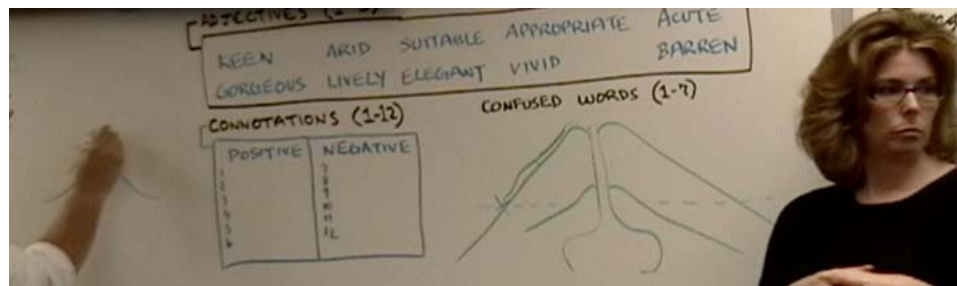 ADJECTIVES
KEEN ARID SUITABLE APPROPRIATE ACUTE
GORGEOUS LIVELY ELEGANT VIVID BARREN
CONNOTATIONS (1-12)
CONFUSED WORDS (1-7)
POSITIVE NEGATIVE
1 7
2 8
3 9
4 10
5 11
6 12